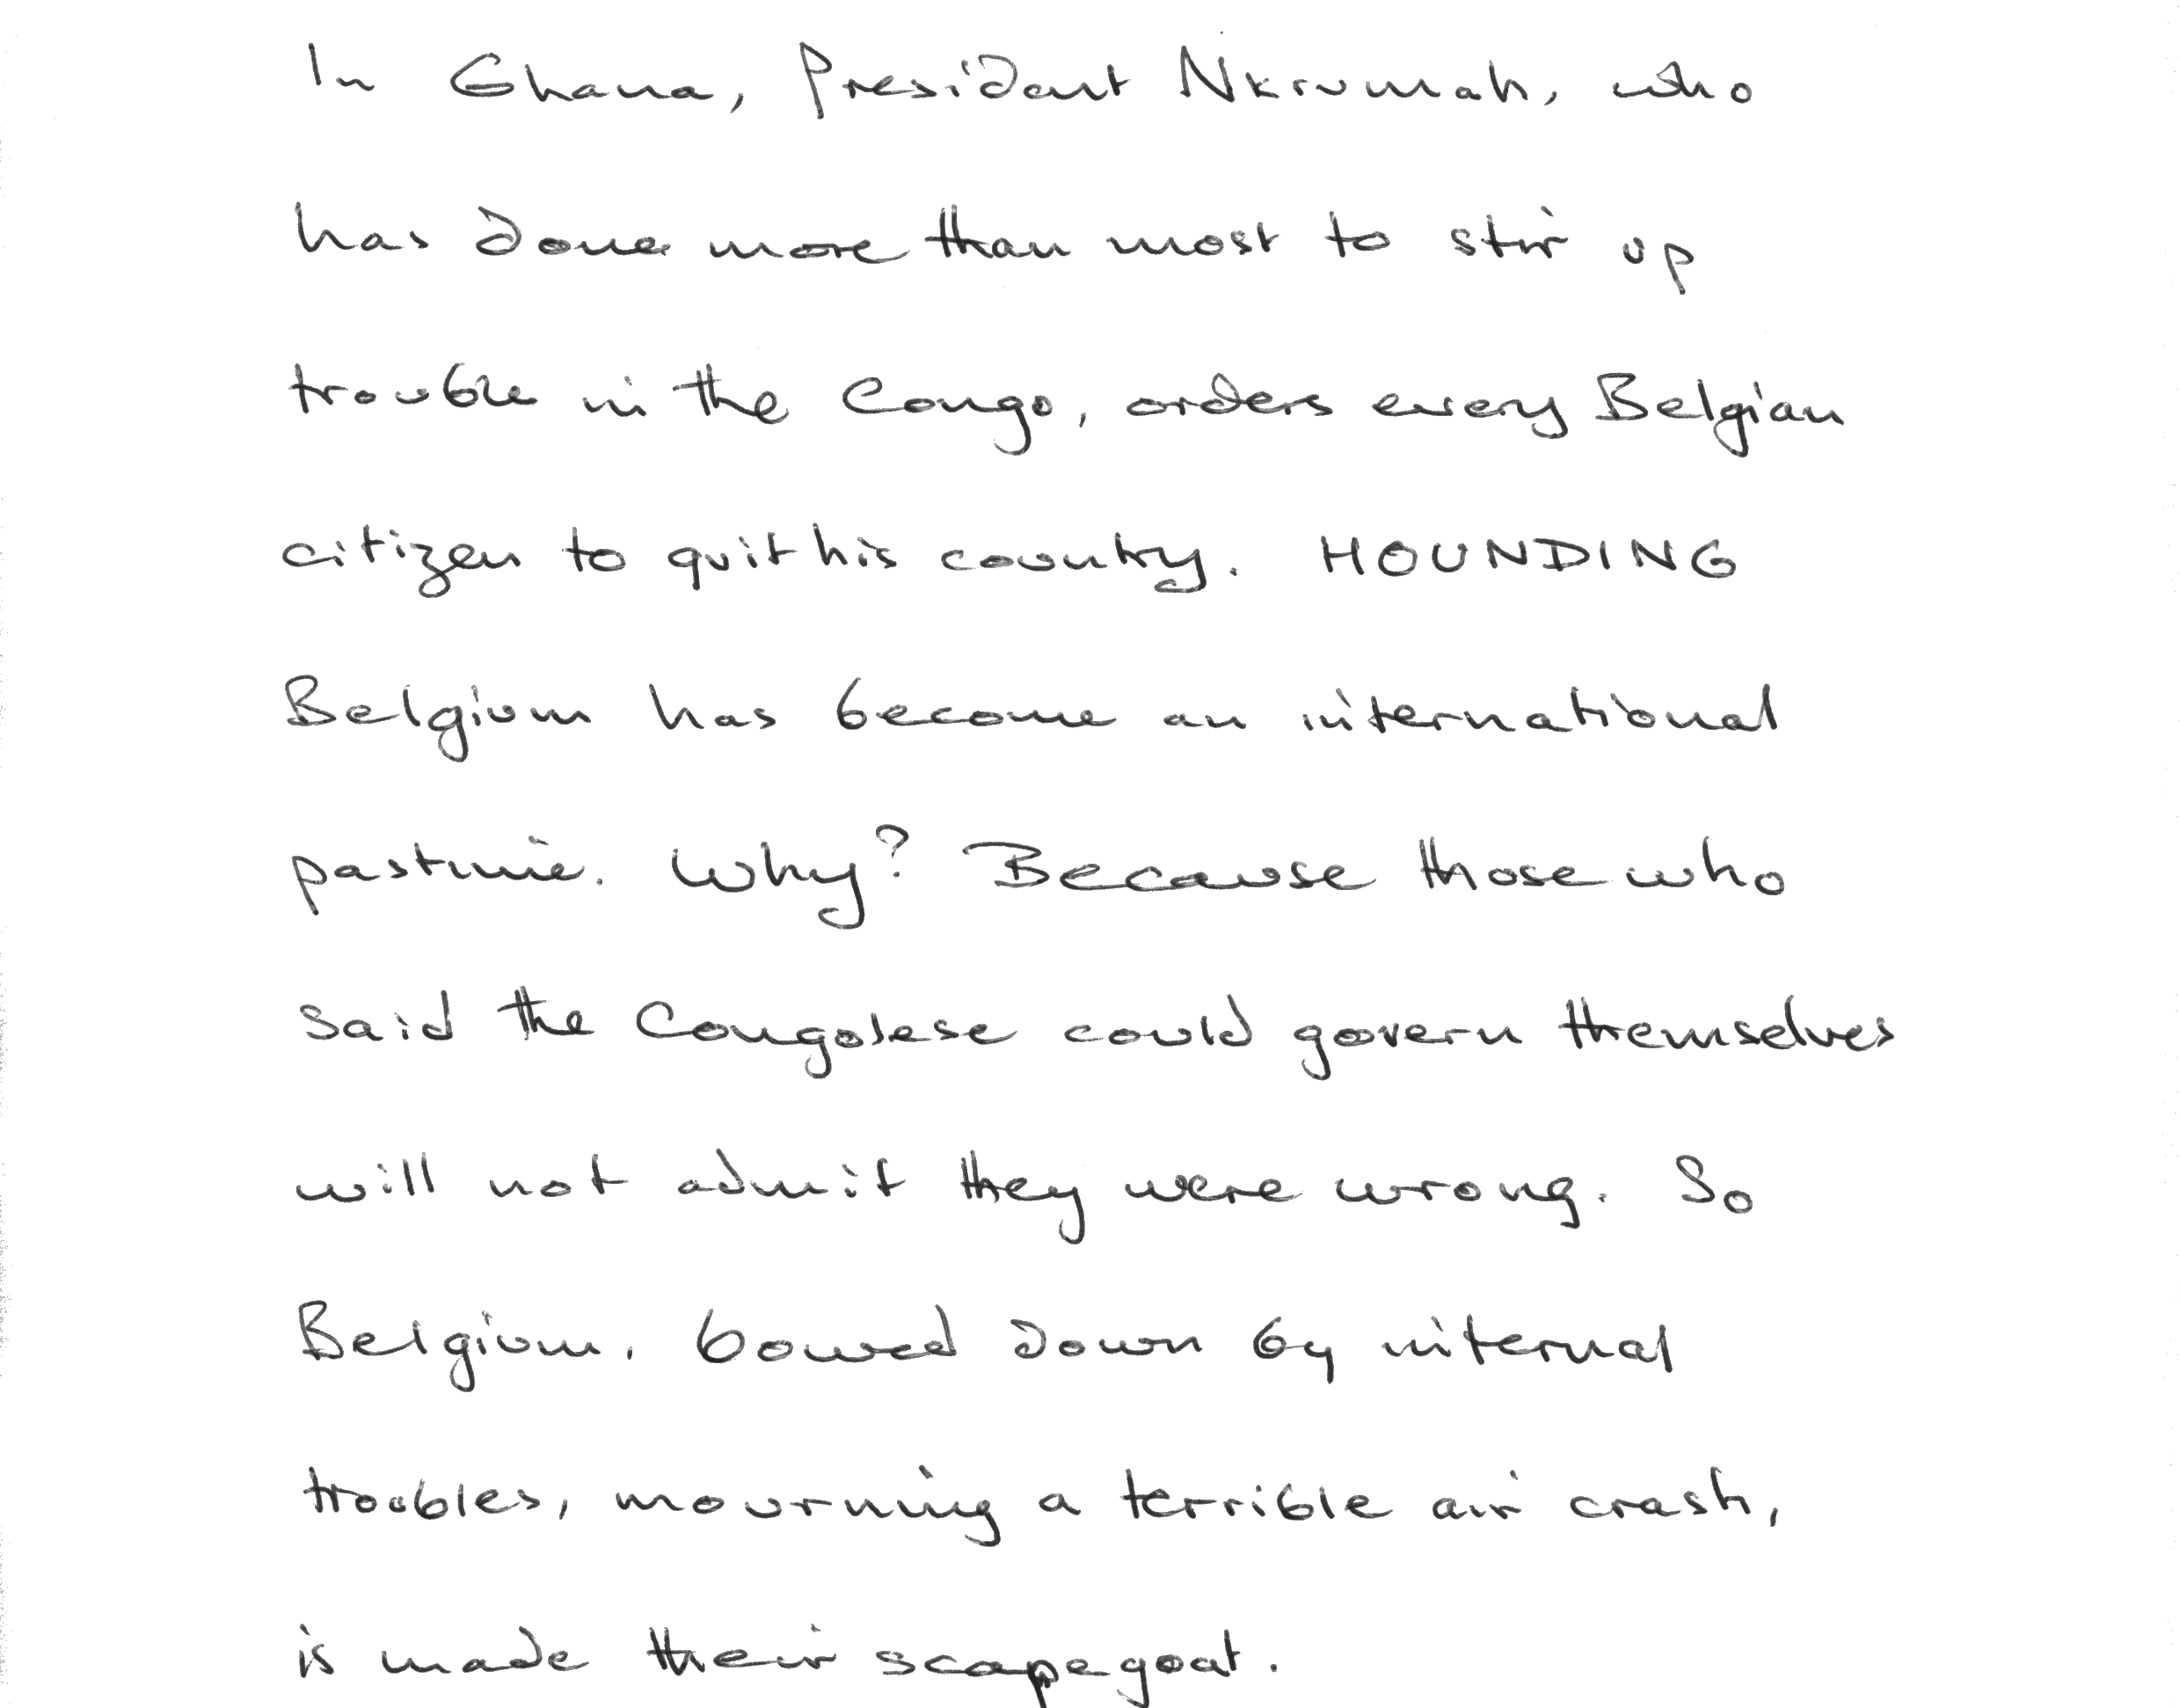 In Ghana, President Nkrumah, who
has done more than most to stir up
trouble in the Congo, orders every Belgian
citizen to quit his country. HOUNDING
Belgium has become an international
pastime. Why? Because those who
said the Congolese could govern themselves
will not admit they were wrong. So
Belgium, bowed down by internal
troubles, mourning a terrible air crash,
is made their scapegoat.